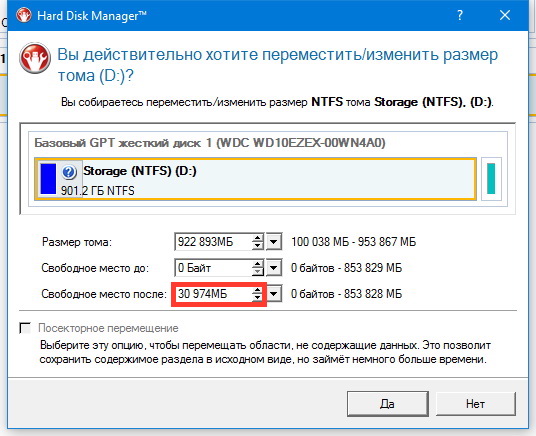 Hard Disk Manager™
Вы действительно хотите переместить/изменить размер
тома (D:)?
Вы собираетесь переместить/изменить размер NTFS тома Storage (NTFS), (D:).
Базовый GPT жесткий диск 1 (WDC WD10EZEX-00WN4A0)
Storage (NTFS) (D:)
901.2 ГБ NTFS
Размер тома: 922 893МБ 100 038 МБ - 953 867 МБ
Свободное место до: 0 Байт 0 байтов - 853 829 МБ
Свободное место после: 30 974МБ 0 байтов - 853 828 МБ
Посекторное перемещение
Выберите эту опцию, чтобы перемещать области, не содержащие данных. Это позволит
сохранить содержимое раздела в исходном виде, но займёт немного больше времени.
Да Нет